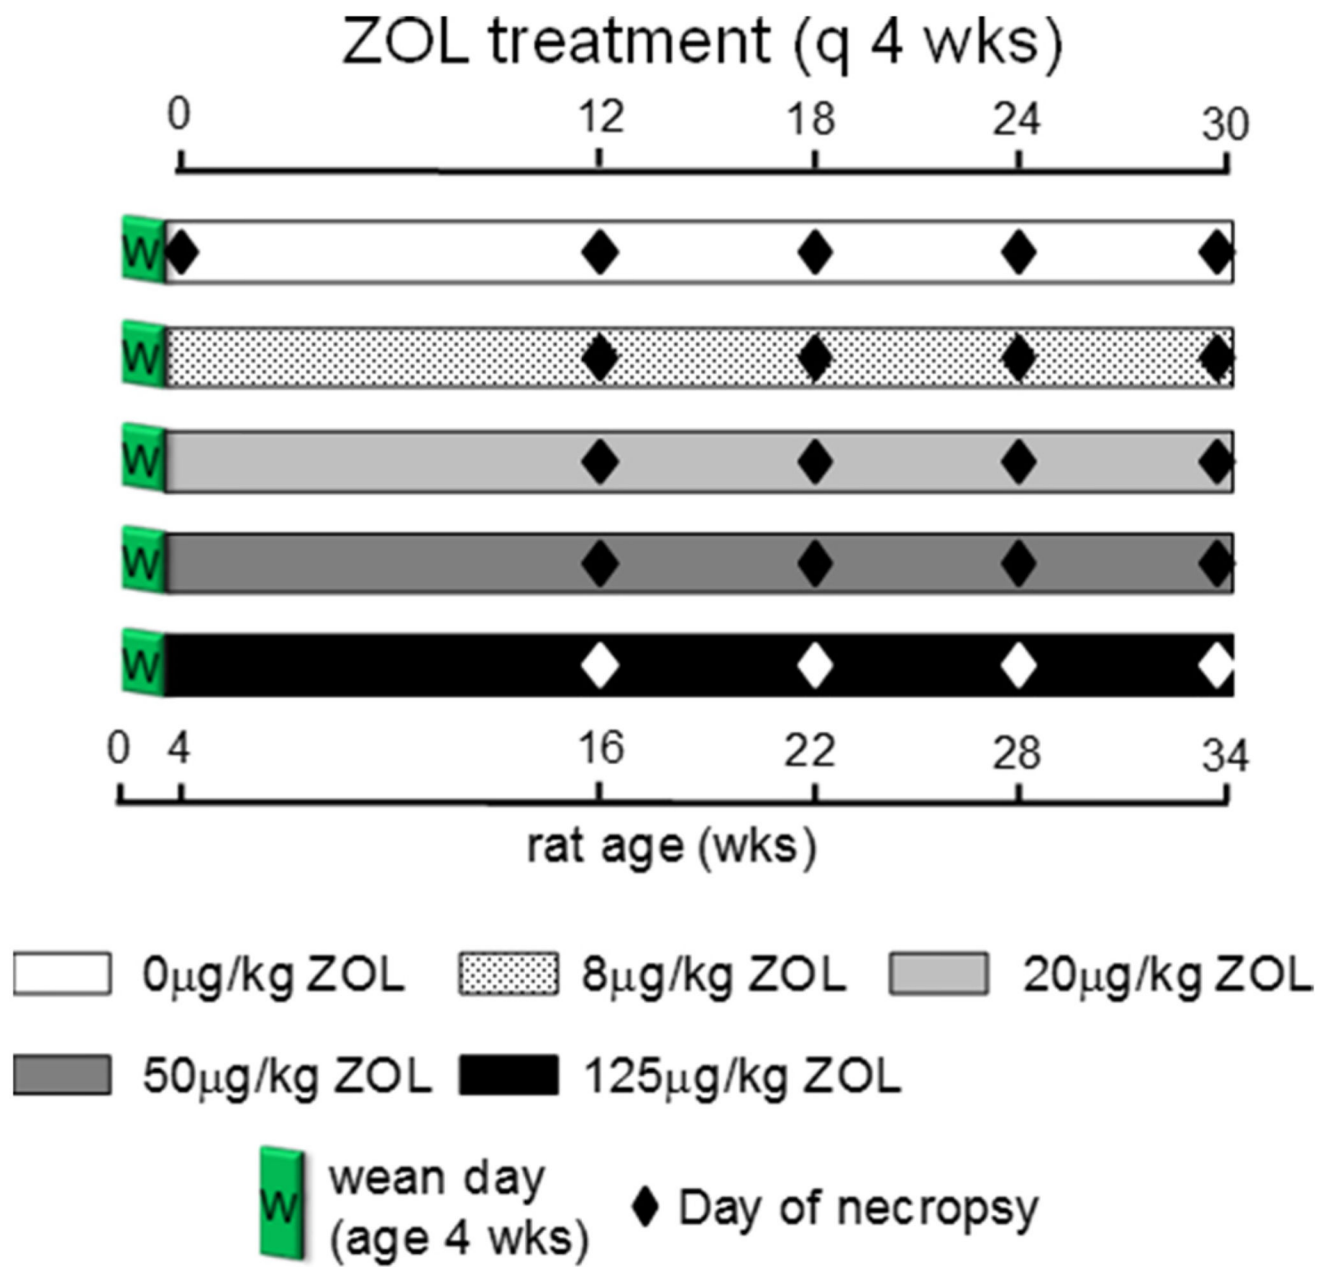 ZOL treatment (q 4 wks)
0 12 18 24 30
W
W
W
W
W
0 4 16 22 28 34
rat age (wks)
0μg/kg ZOL 8μg/kg ZOL 20μg/kg ZOL
50μg/kg ZOL 125μg/kg ZOL
W wean day
(age 4 wks)
Day of necropsy